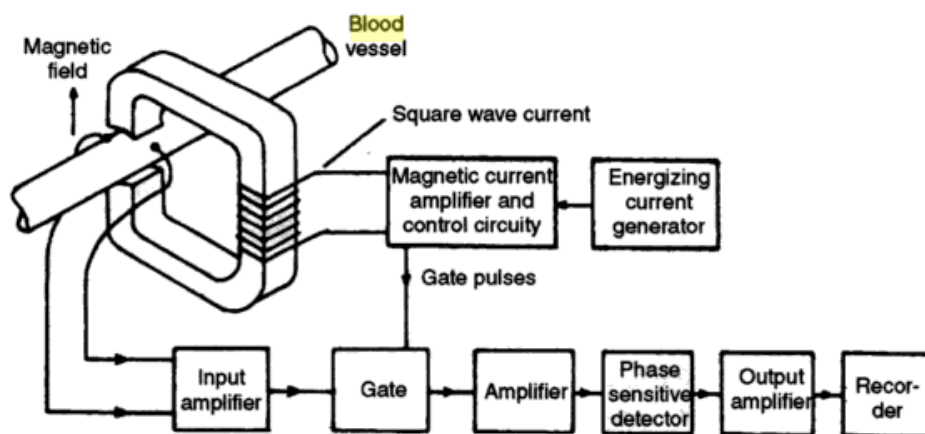 Blood
vessel
Magnetic
field
Square wave current
Magnetic current
amplifier and
control circuity
Energizing
current
generator
Gate pulses
Input
amplifier
Gate
Amplifier
Phase
sensitive
detector
Output
amplifier
Recor-
der